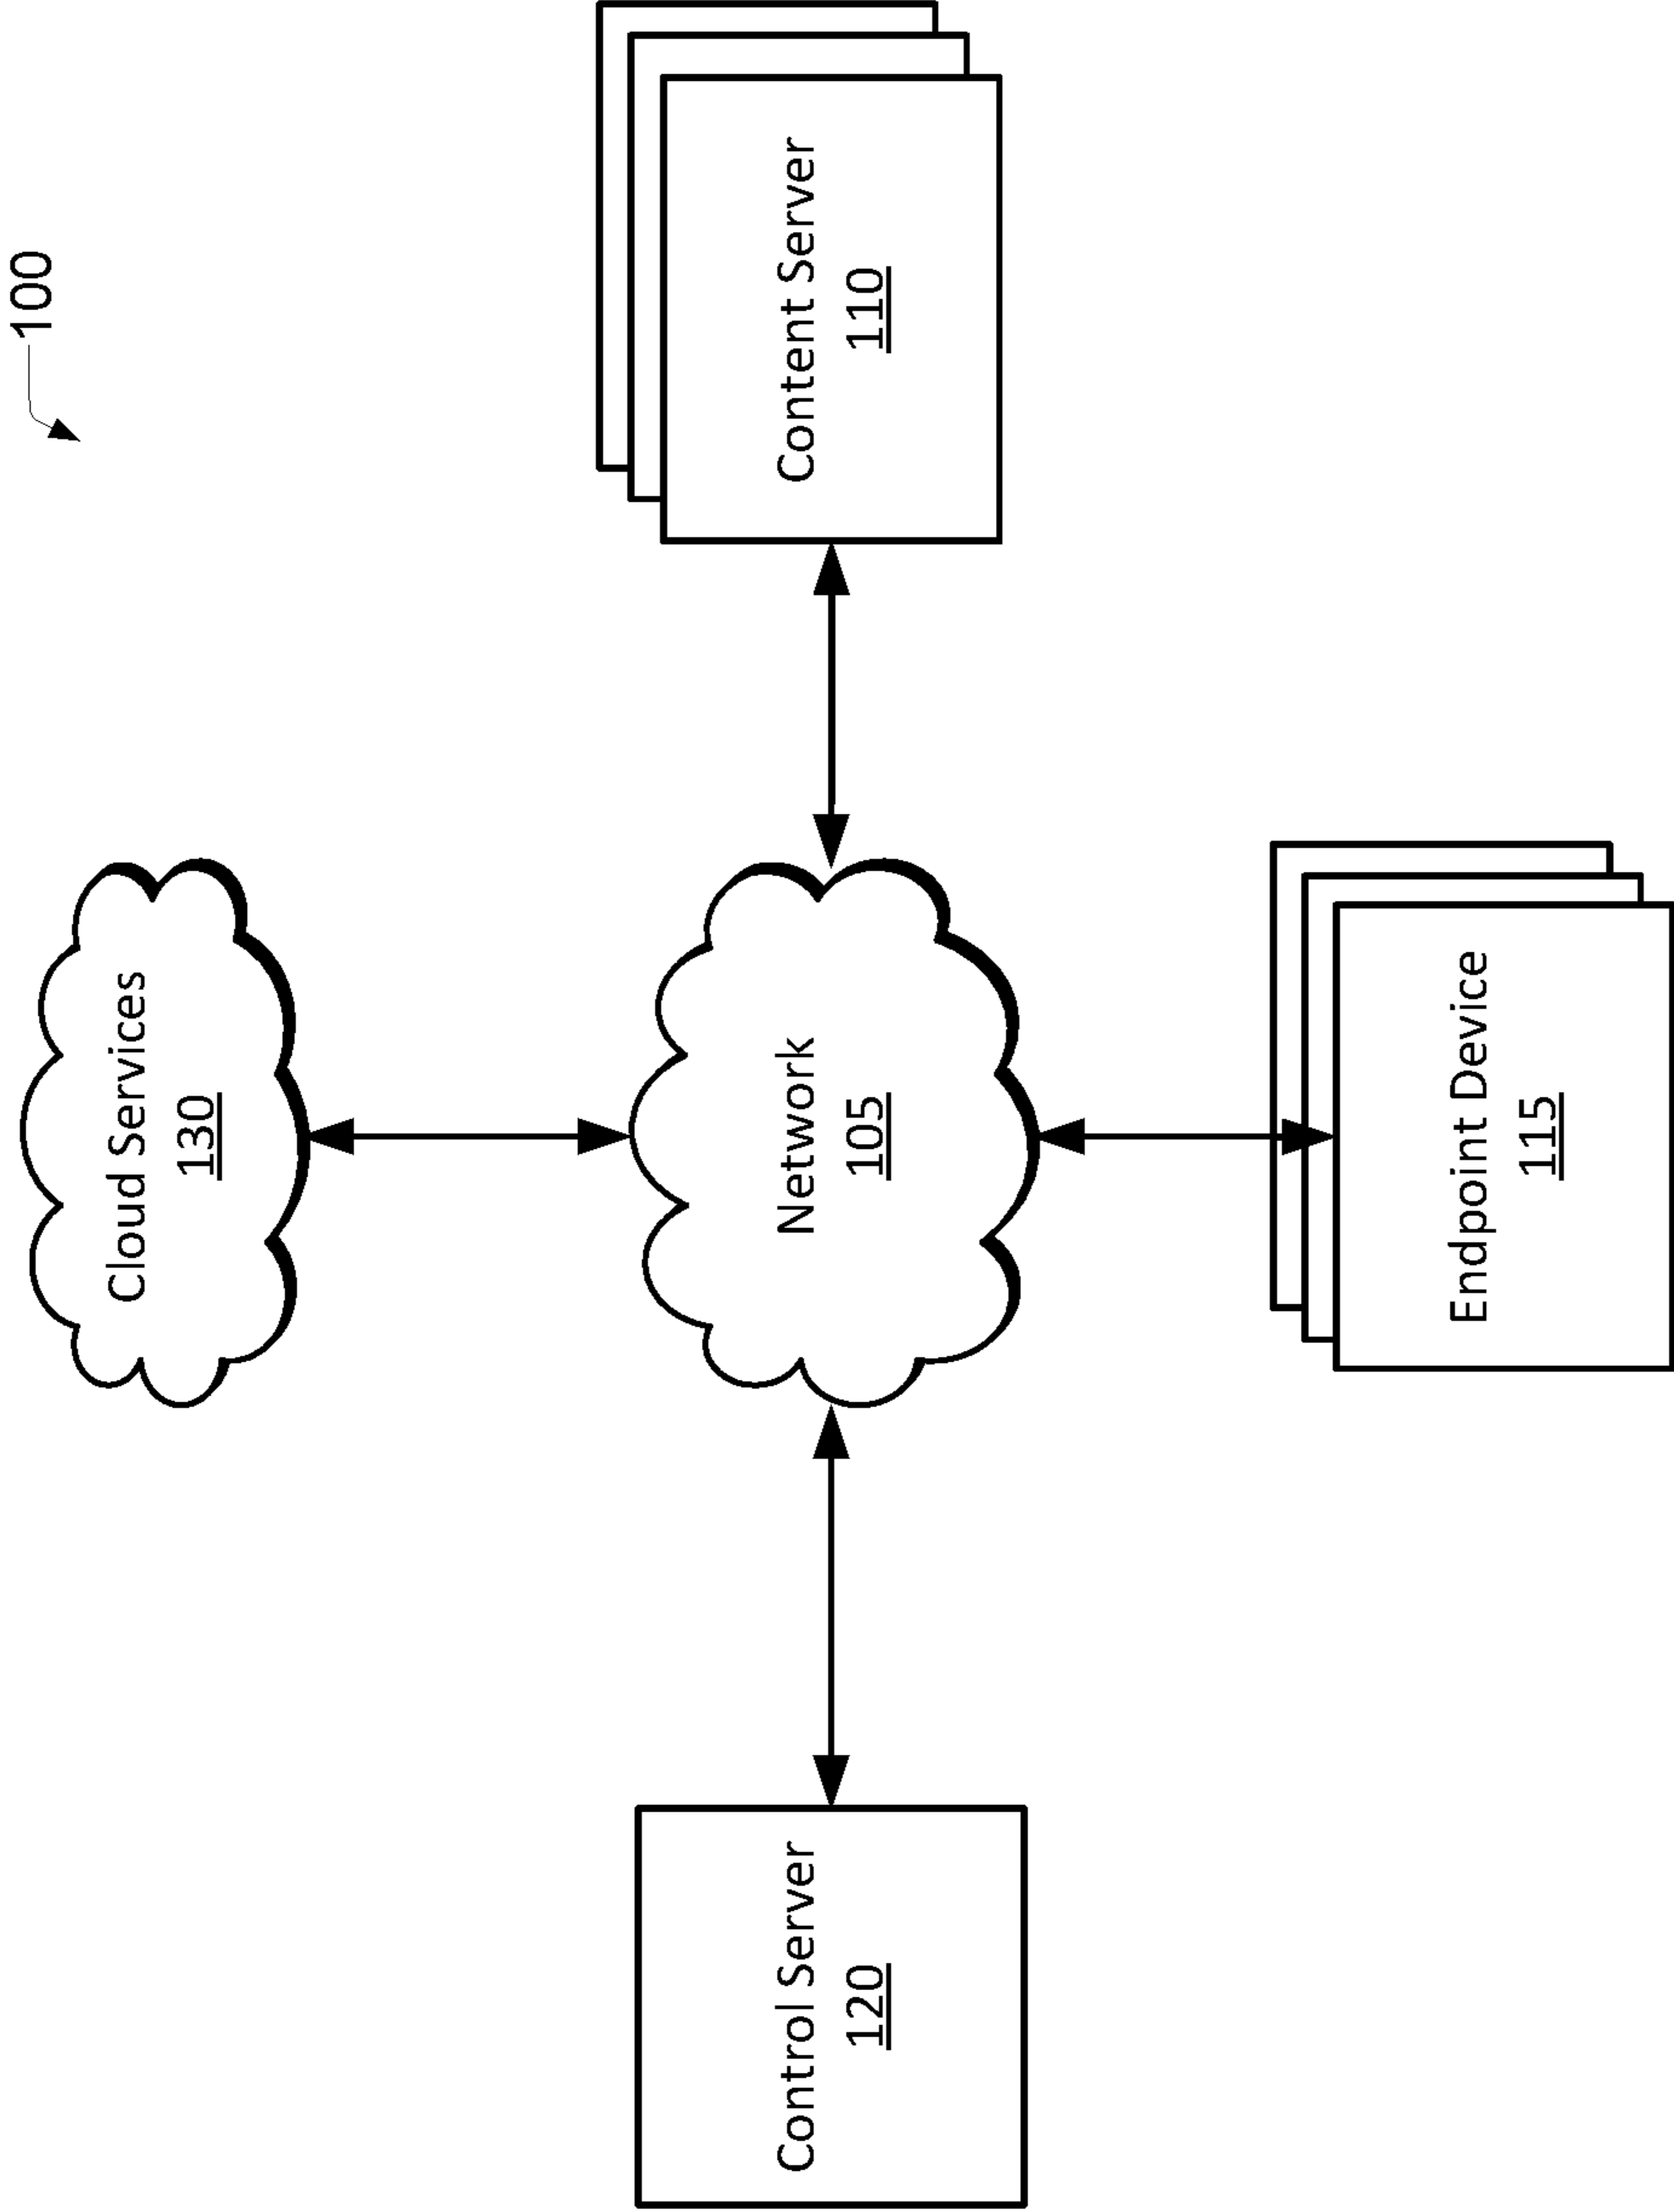 100
Cloud Services
130
Control Server
120
Network
105
Content Server
110
Endpoint Device
115